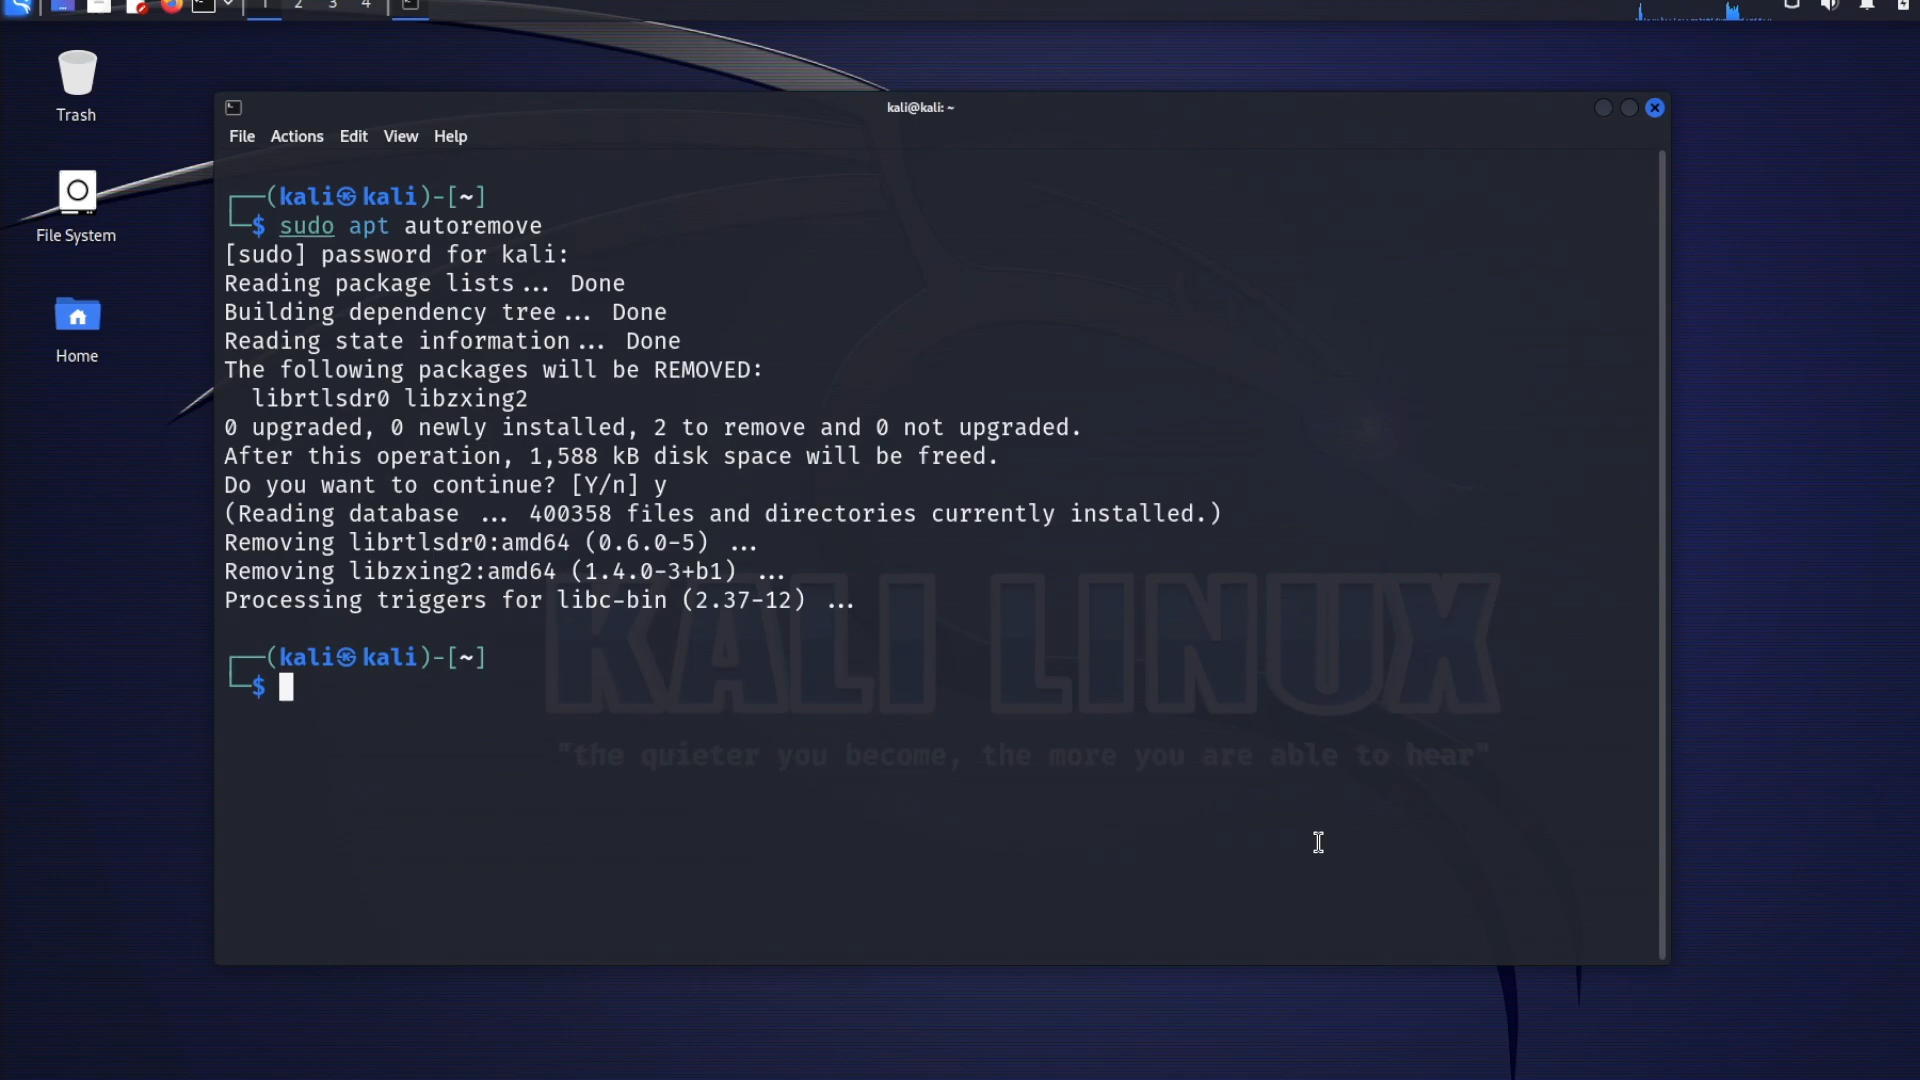 1 2 3 4
Trash
File System
Home
kali@kali: ~
File Actions Edit View Help
┌──(kali㉿kali)-[~]
└─$ sudo apt autoremove
[sudo] password for kali:
Reading package lists... Done
Building dependency tree... Done
Reading state information... Done
The following packages will be REMOVED:
  librtlsdr0 libzxing2
0 upgraded, 0 newly installed, 2 to remove and 0 not upgraded.
After this operation, 1,588 kB disk space will be freed.
Do you want to continue? [Y/n] y
(Reading database ... 400358 files and directories currently installed.)
Removing librtlsdr0:amd64 (0.6.0-5) ...
Removing libzxing2:amd64 (1.4.0-3+b1) ...
Processing triggers for libc-bin (2.37-12) ...
┌──(kali㉿kali)-[~]
└─$
KALI LINUX
"the quieter you become, the more you are able to hear"